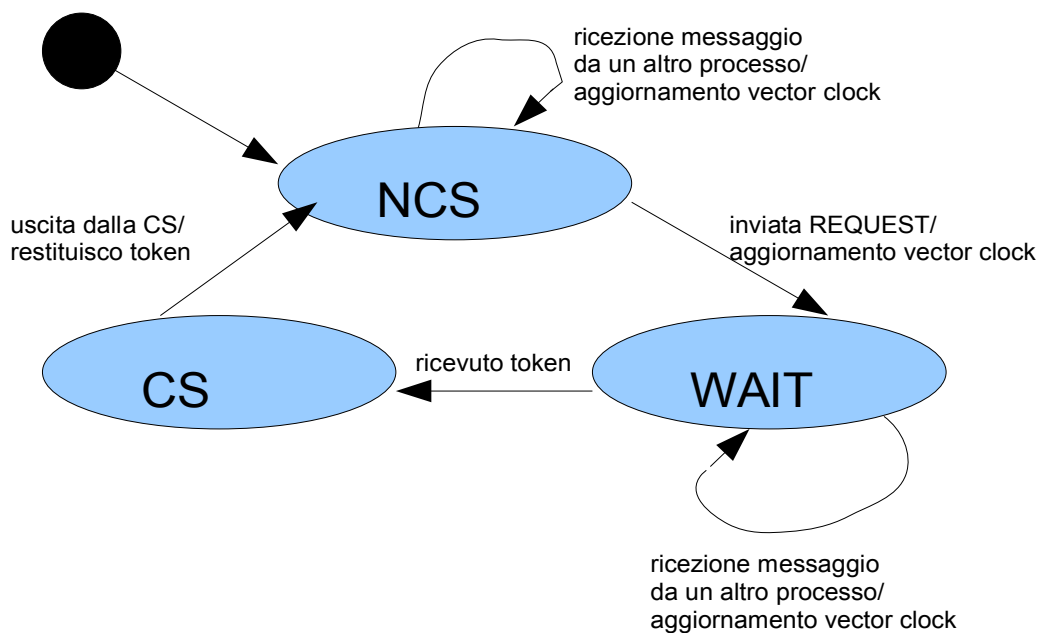 ricezione messaggio
da un altro processo/
aggiornamento vector clock
NCS
uscita dalla CS/
restituisco token
inviata REQUEST/
aggiornamento vector clock
ricevuto token
CS
WAIT
ricezione messaggio
da un altro processo/
aggiornamento vector clock